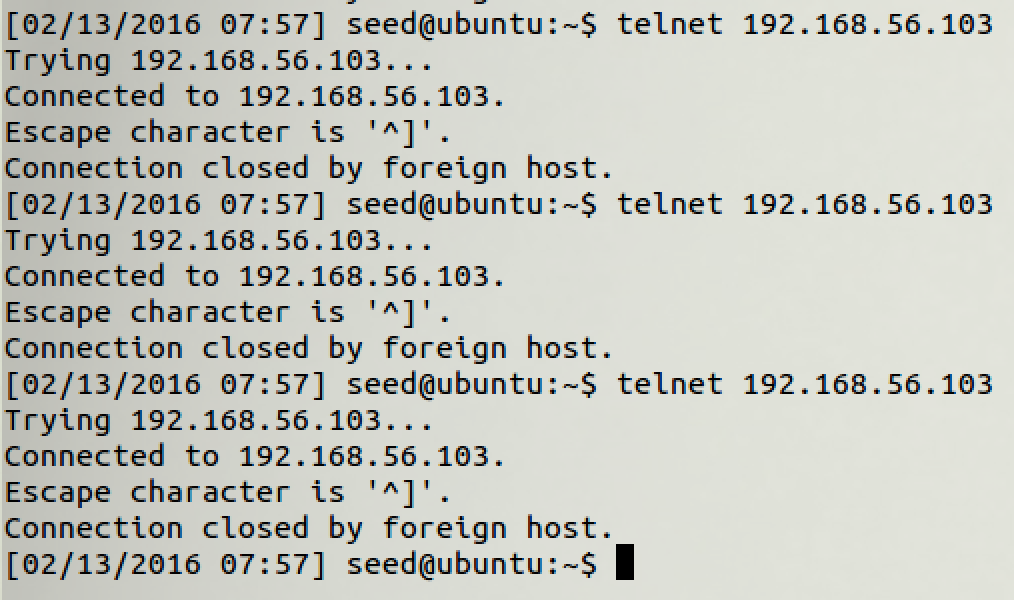 [02/13/2016 07:57] seed@ubuntu:~$ telnet 192.168.56.103
Trying 192.168.56.103...
Connected to 192.168.56.103.
Escape character is '^]'.
Connection closed by foreign host.
[02/13/2016 07:57] seed@ubuntu:~$ telnet 192.168.56.103
Trying 192.168.56.103...
Connected to 192.168.56.103.
Escape character is '^]'.
Connection closed by foreign host.
[02/13/2016 07:57] seed@ubuntu:~$ telnet 192.168.56.103
Trying 192.168.56.103...
Connected to 192.168.56.103.
Escape character is '^]'.
Connection closed by foreign host.
[02/13/2016 07:57] seed@ubuntu:~$